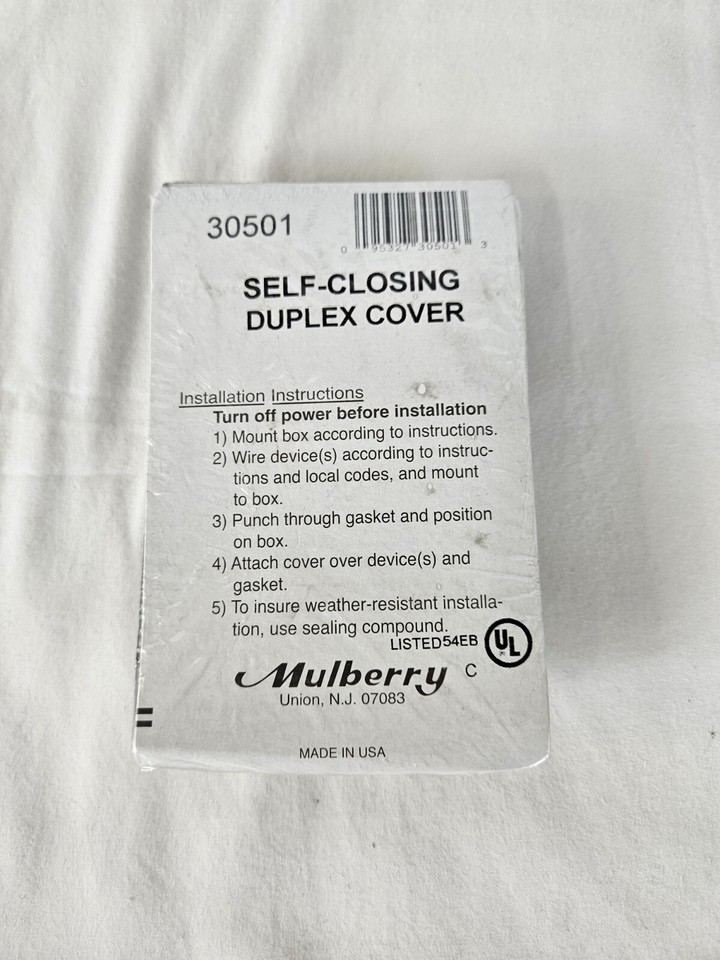 30501
0 95327 30501 3
SELF-CLOSING
DUPLEX COVER
Installation Instructions
Turn off power before installation
1) Mount box according to instructions.
2) Wire device(s) according to instruc-
tions and local codes, and mount
to box.
3) Punch through gasket and position
on box.
4) Attach cover over device(s) and
gasket.
5) To insure weather-resistant installa-
tion, use sealing compound.
LISTED 54EB UL
Mulberry C
Union, N.J. 07083
MADE IN USA